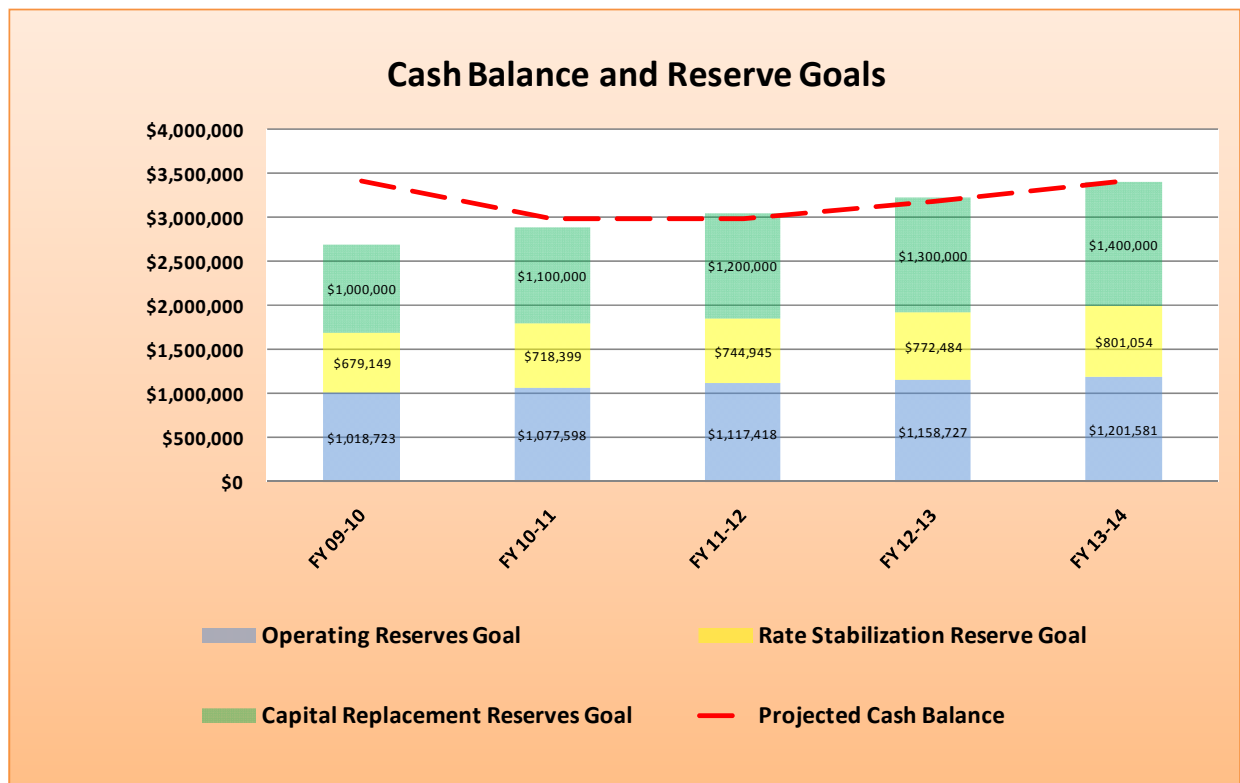 Cash Balance and Reserve Goals
$4,000,000
$3,500,000
$3,000,000
$2,500,000
$2,000,000
$1,500,000
$1,000,000
$500,000
$0
$1,000,000
$1,100,000
$1,200,000
$1,300,000
$1,400,000
$679,149
$718,399
$744,945
$772,484
$801,054
$1,018,723
$1,077,598
$1,117,418
$1,158,727
$1,201,581
FY 09-10
FY 10-11
FY 11-12
FY 12-13
FY 13-14
Operating Reserves Goal
Rate Stabilization Reserve Goal
Capital Replacement Reserves Goal
Projected Cash Balance